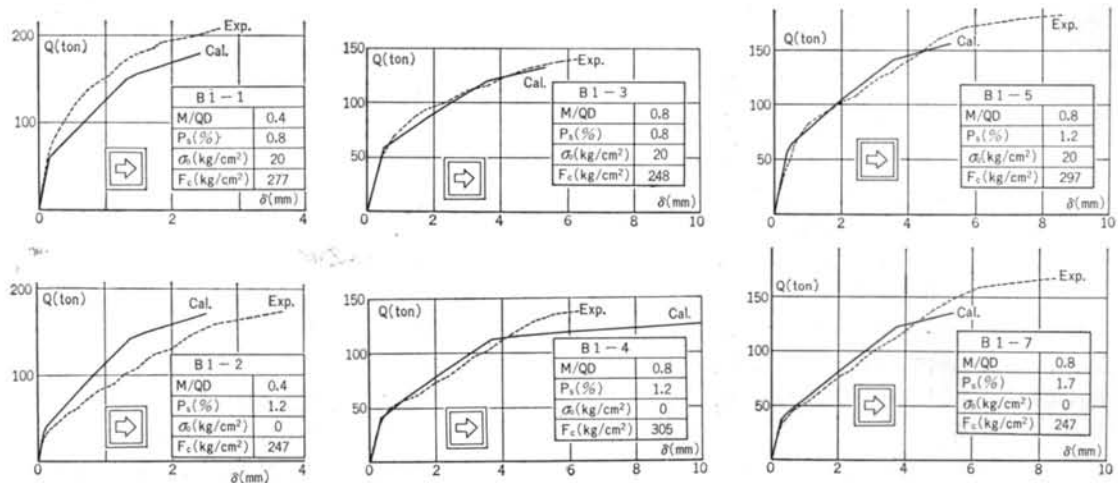 200
Q(ton)
100
0
2
4
δ(mm)
Exp.
Cal.
B1-1
M/QD 0.4
Ps(%) 0.8
σ₀(kg/cm²) 20
Fc(kg/cm²) 277
150
Q(ton)
100
50
0
2
4
6
8
10
δ(mm)
Exp.
Cal.
B1-3
M/QD 0.8
Ps(%) 0.8
σ₀(kg/cm²) 20
Fc(kg/cm²) 248
Q(ton)
150
100
50
0
2
4
6
8
10
δ(mm)
Exp.
Cal.
B1-5
M/QD 0.8
Ps(%) 1.2
σ₀(kg/cm²) 20
Fc(kg/cm²) 297
200
Q(ton)
100
0
2
4
δ(mm)
Cal.
Exp.
B1-2
M/QD 0.4
Ps(%) 1.2
σ₀(kg/cm²) 0
Fc(kg/cm²) 247
150
Q(ton)
100
50
0
2
4
6
8
10
δ(mm)
Exp.
Cal.
B1-4
M/QD 0.8
Ps(%) 1.2
σ₀(kg/cm²) 0
Fc(kg/cm²) 305
Q(ton)
150
100
50
0
2
4
6
8
10
δ(mm)
Exp.
Cal.
B1-7
M/QD 0.8
Ps(%) 1.7
σ₀(kg/cm²) 0
Fc(kg/cm²) 247